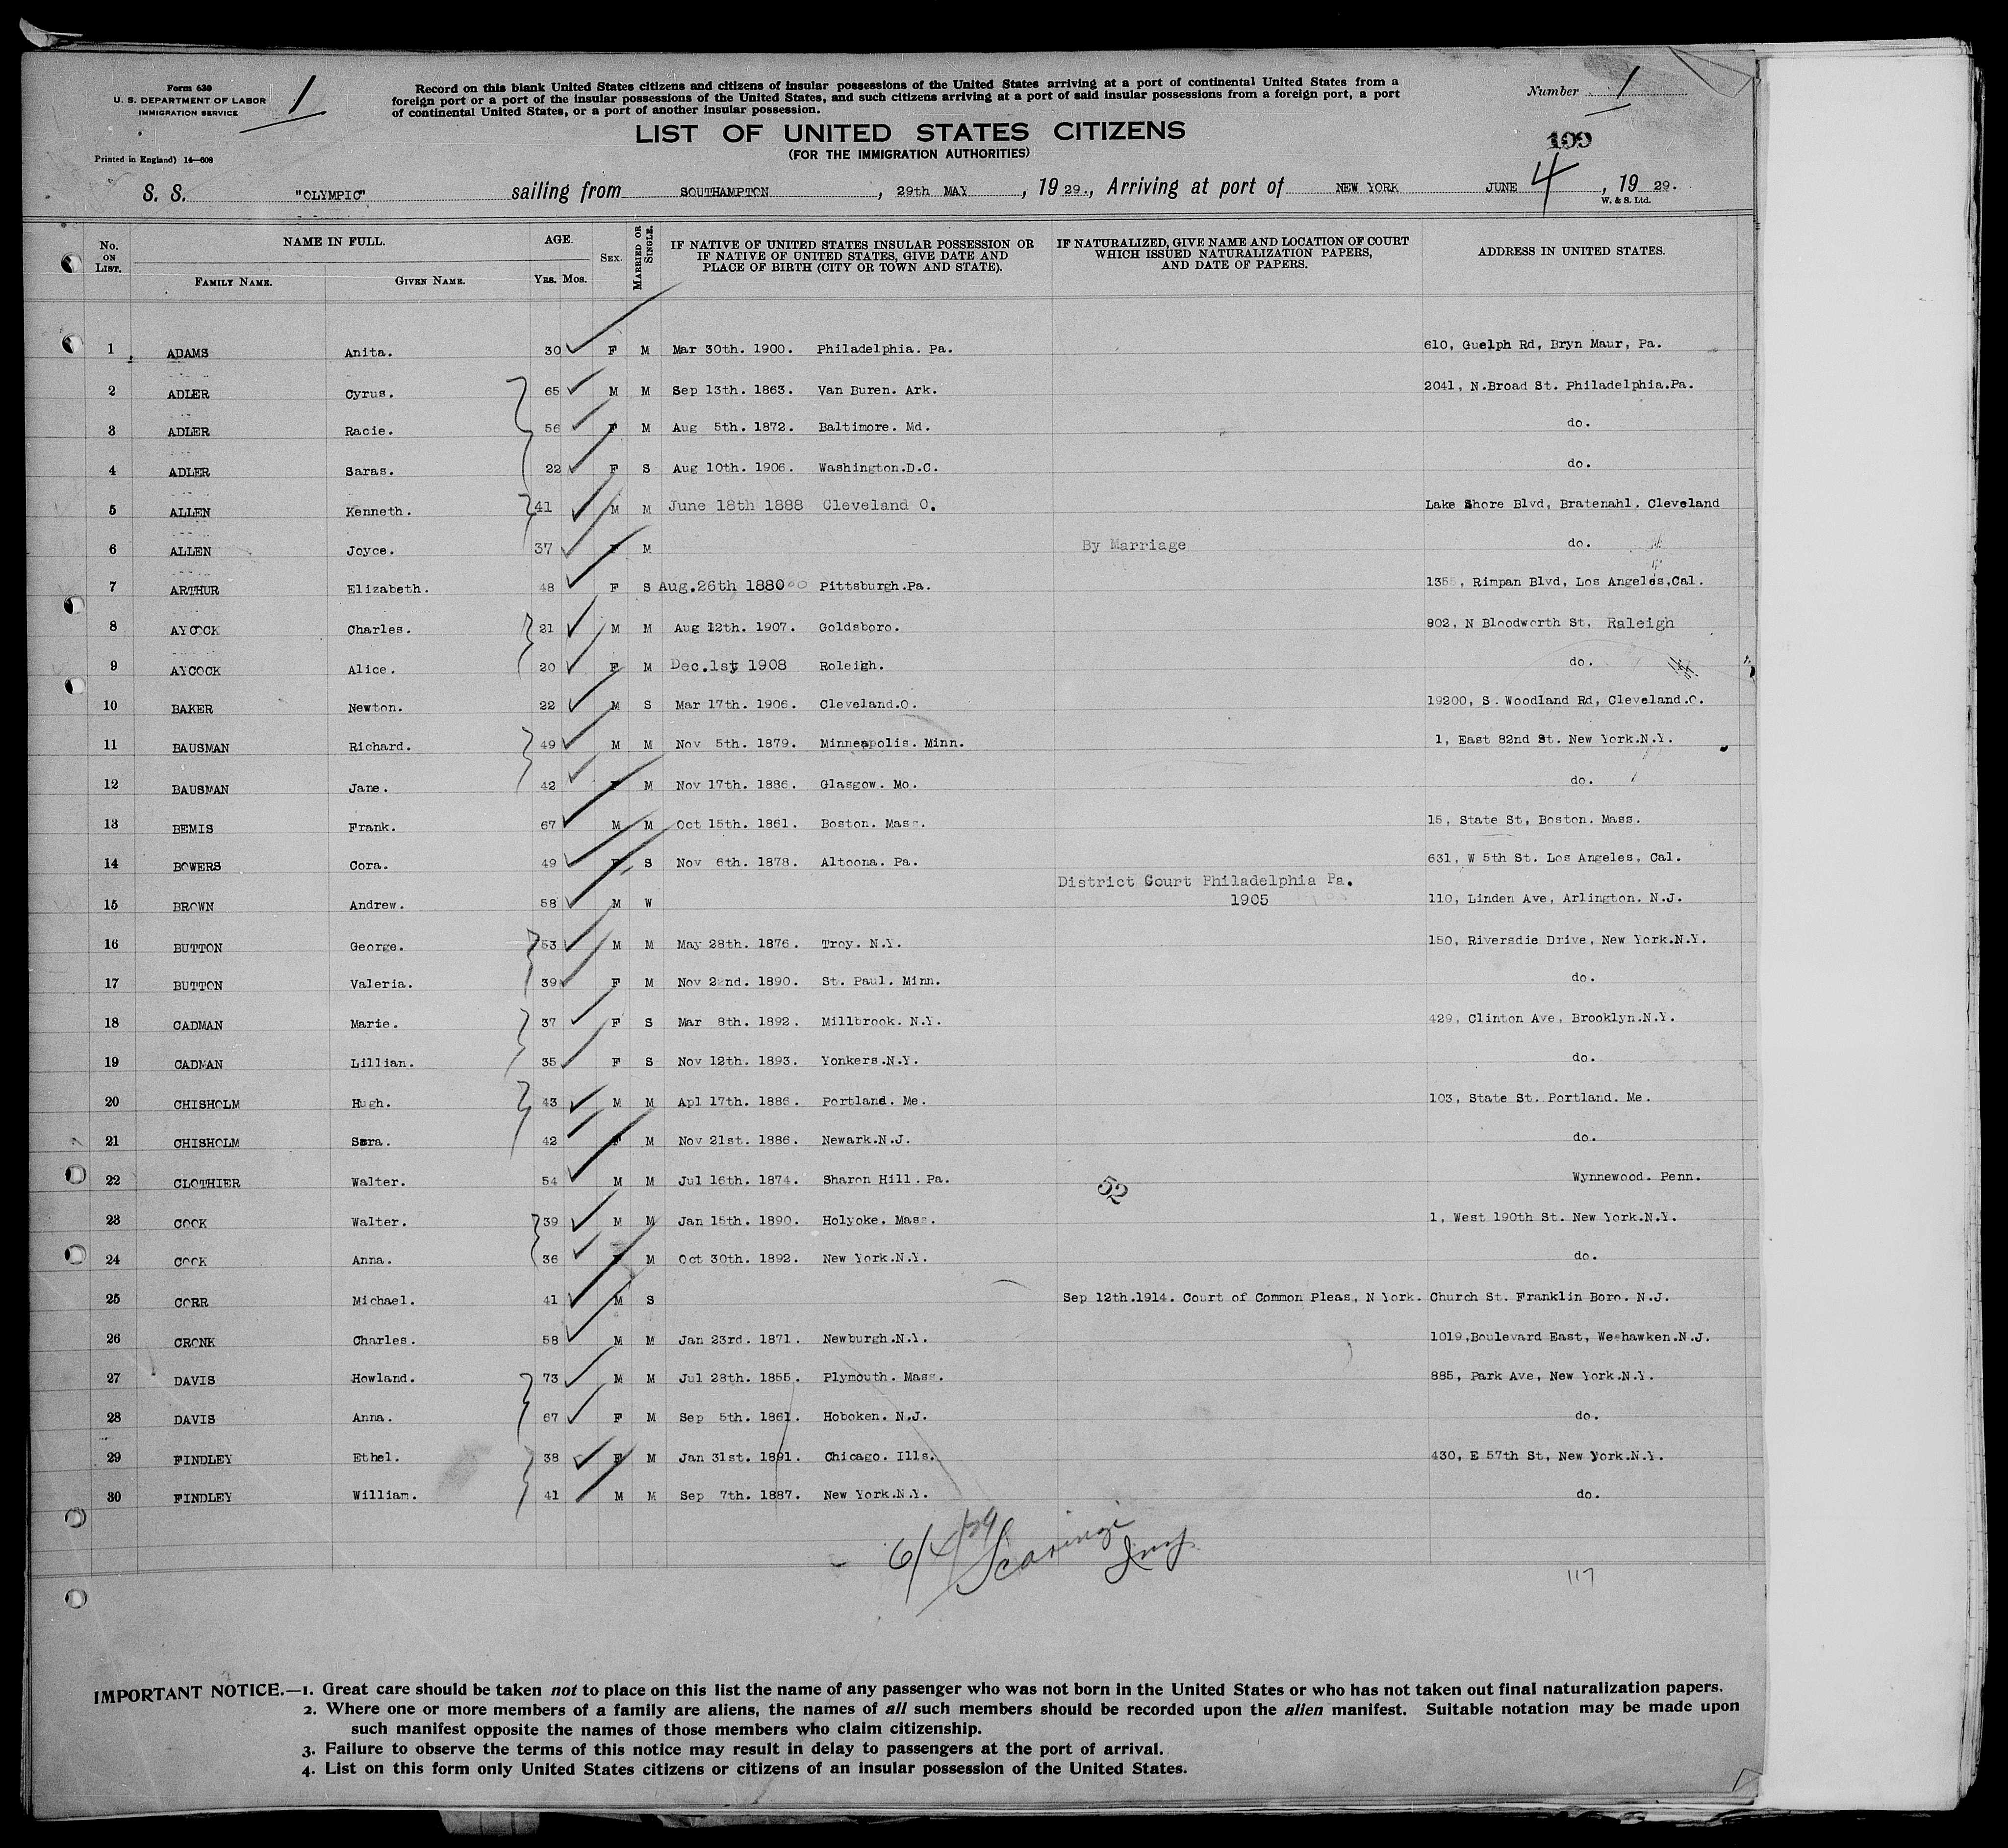 Form 630
U. S. DEPARTMENT OF LABOR
IMMIGRATION SERVICE
1
Record on this blank United States citizens and citizens of insular possessions of the United States arriving at a port of continental United States from a
foreign port or a port of the insular possessions of the United States, and such citizens arriving at a port of said insular possessions from a foreign port, a port
of continental United States, or a port of another insular possession.
Number 1
LIST OF UNITED STATES CITIZENS
(FOR THE IMMIGRATION AUTHORITIES)
109
Printed in England) 14—608
S. S. "OLYMPIC" sailing from SOUTHAMPTON , 29th MAY , 19 29., Arriving at port of NEW YORK JUNE 4 , 19 29.
W. & S. Ltd.
No. ON LIST. NAME IN FULL. AGE. SEX. MARRIED OR SINGLE. IF NATIVE OF UNITED STATES INSULAR POSSESSION OR IF NATIVE OF UNITED STATES, GIVE DATE AND PLACE OF BIRTH (CITY OR TOWN AND STATE). IF NATURALIZED, GIVE NAME AND LOCATION OF COURT WHICH ISSUED NATURALIZATION PAPERS, AND DATE OF PAPERS. ADDRESS IN UNITED STATES.
FAMILY NAME. GIVEN NAME. YRS. MOS.
1 ADAMS Anita. 30 F M Mar 30th. 1900. Philadelphia. Pa. 610, Guelph Rd, Bryn Maur, Pa.
2 ADLER Cyrus. 65 M M Sep 13th. 1863. Van Buren. Ark. 2041, N.Broad St. Philadelphia.Pa.
3 ADLER Racie. 56 F M Aug 5th. 1872. Baltimore. Md. do.
4 ADLER Saras. 22 F S Aug 10th. 1906. Washington.D.C. do.
5 ALLEN Kenneth. 41 M M June 18th 1888 Cleveland O. Lake Shore Blvd, Bratenahl. Cleveland
6 ALLEN Joyce. 37 F M By Marriage do.
7 ARTHUR Elizabeth. 48 F S Aug.26th 1880 Pittsburgh.Pa. 1355, Rimpan Blvd, Los Angeles,Cal.
8 AYCOCK Charles. 21 M M Aug 12th. 1907. Goldsboro. 802, N Bloodworth St, Raleigh
9 AYCOCK Alice. 20 F M Dec.1st 1908 Roleigh. do.
10 BAKER Newton. 22 M S Mar 17th. 1906. Cleveland.O. 19200, S. Woodland Rd, Cleveland.O.
11 BAUSMAN Richard. 49 M M Nov 5th. 1879. Minneapolis. Minn. 1, East 82nd St. New York.N.Y.
12 BAUSMAN Jane. 42 F M Nov 17th. 1886. Glasgow. Mo. do.
13 BEMIS Frank. 67 M M Oct 15th. 1861. Boston. Mass. 15, State St, Boston. Mass.
14 BOWERS Cora. 49 F S Nov 6th. 1878. Altoona. Pa. 631, W 5th St. Los Angeles, Cal.
District Court Philadelphia Pa.
15 BROWN Andrew. 58 M W 1905 110, Linden Ave, Arlington. N.J.
16 BUTTON George. 53 M M May 28th. 1876. Troy. N.Y. 150, Riversdie Drive, New York.N.Y.
17 BUTTON Valeria. 39 F M Nov 22nd. 1890. St. Paul. Minn. do.
18 CADMAN Marie. 37 F S Mar 8th. 1892. Millbrook. N.Y. 429, Clinton Ave, Brooklyn.N.Y.
19 CADMAN Lillian. 35 F S Nov 12th. 1893. Yonkers.N.Y. do.
20 CHISHOLM Hugh. 43 M M Apl 17th. 1886. Portland. Me. 103, State St. Portland. Me.
21 CHISHOLM Sara. 42 F M Nov 21st. 1886. Newark.N.J. do.
22 CLOTHIER Walter. 54 M M Jul 16th. 1874. Sharon Hill. Pa. 52 Wynnewood. Penn.
23 COOK Walter. 39 M M Jan 15th. 1890. Holyoke. Mass. 1, West 190th St. New York.N.Y.
24 COOK Anna. 36 F M Oct 30th. 1892. New York.N.Y. do.
25 CORR Michael. 41 M S Sep 12th.1914. Court of Common Pleas, N York. Church St. Franklin Boro. N.J.
26 CRONK Charles. 58 M M Jan 23rd. 1871. Newburgh.N.Y. 1019,Boulevard East, Weehawken.N.J.
27 DAVIS Howland. 73 M M Jul 28th. 1855. Plymouth. Mass. 885, Park Ave, New York.N.Y.
28 DAVIS Anna. 67 F M Sep 5th. 1861. Hoboken. N.J. do.
29 FINDLEY Ethel. 38 F M Jan 31st. 1891. Chicago. Ills. 430, E 57th St, New York.N.Y.
30 FINDLEY William. 41 M M Sep 7th. 1887. New York.N.Y. do.
6/4/29
117
IMPORTANT NOTICE.—1. Great care should be taken not to place on this list the name of any passenger who was not born in the United States or who has not taken out final naturalization papers.
2. Where one or more members of a family are aliens, the names of all such members should be recorded upon the alien manifest. Suitable notation may be made upon
such manifest opposite the names of those members who claim citizenship.
3. Failure to observe the terms of this notice may result in delay to passengers at the port of arrival.
4. List on this form only United States citizens or citizens of an insular possession of the United States.